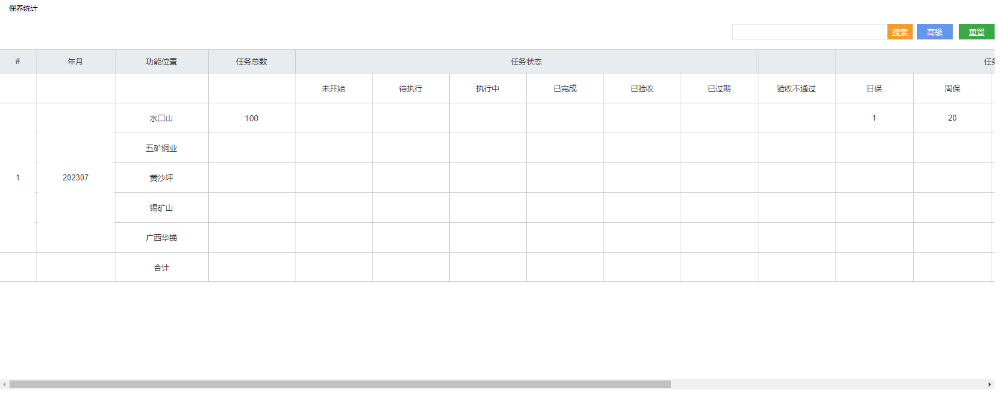 保养统计
搜索 高级 重置
# 年月 功能位置 任务总数 任务状态 任
未开始 待执行 执行中 已完成 已验收 已过期 验收不通过 日保 周保
水口山 100 1 20
五矿铜业
1 202307 黄沙坪
锡矿山
广西华锑
合计